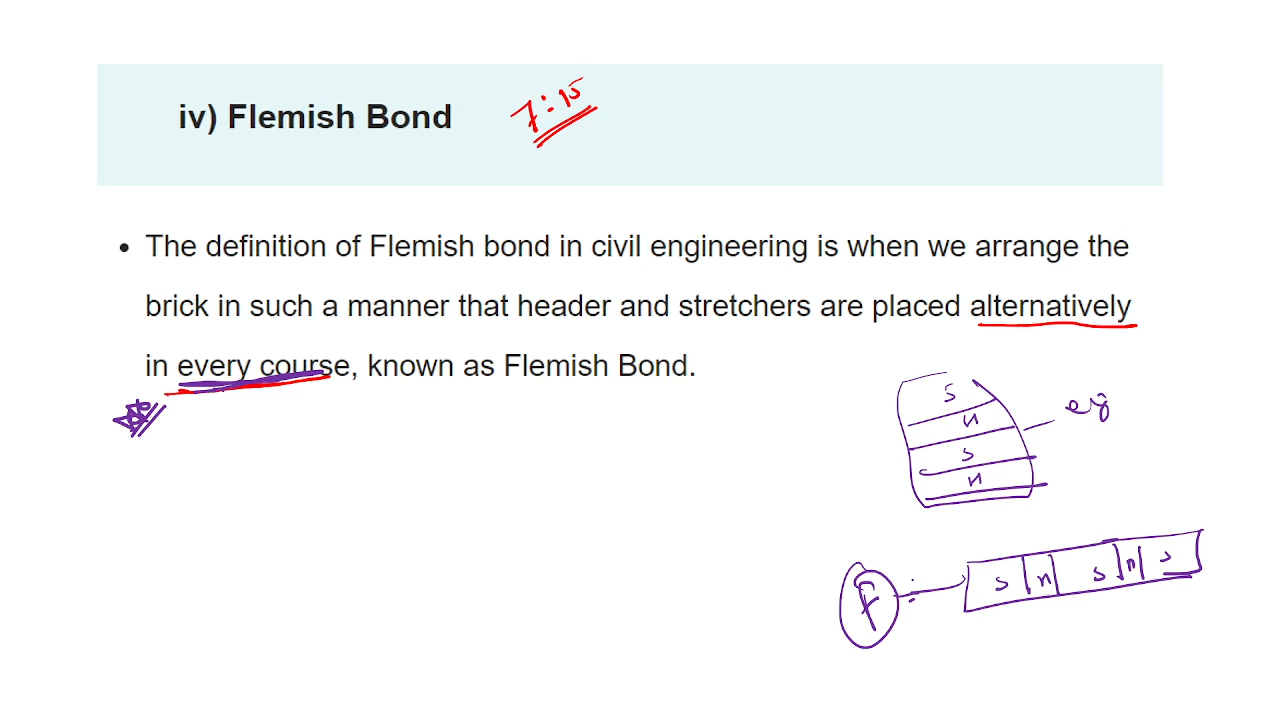 iv) Flemish Bond
7:15
• The definition of Flemish bond in civil engineering is when we arrange the
brick in such a manner that header and stretchers are placed alternatively
in every course, known as Flemish Bond.
S
H
S
H
F :
S H S H S